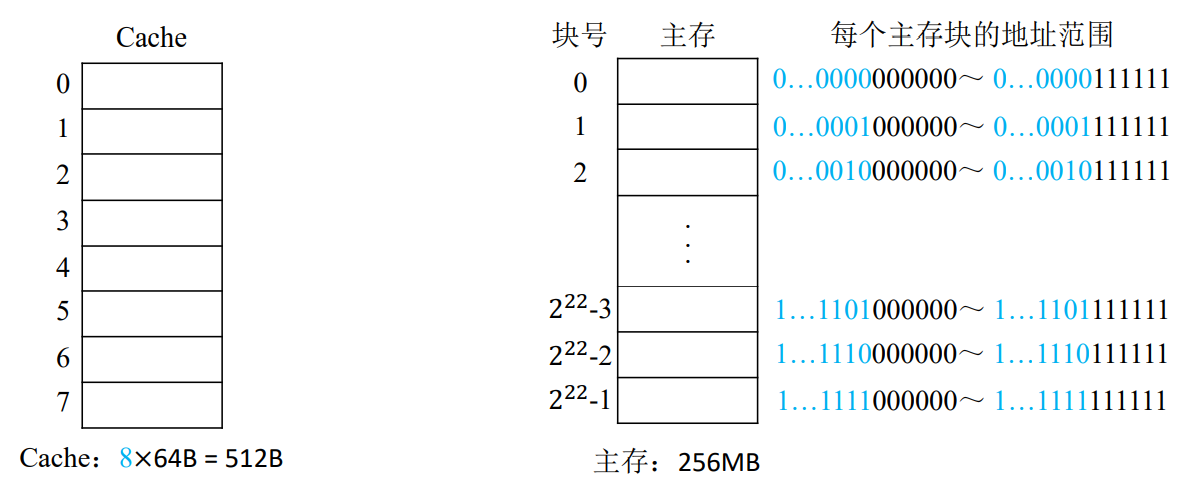 Cache
块号 主存 每个主存块的地址范围
0 0 0…0000000000～ 0…0000111111
1 1 0…0001000000～ 0…0001111111
2 2 0…0010000000～ 0…0010111111
3
4
5 2²²-3 1…1101000000～ 1…1101111111
6 2²²-2 1…1110000000～ 1…1110111111
7 2²²-1 1…1111000000～ 1…1111111111
Cache：8×64B = 512B
主存：256MB